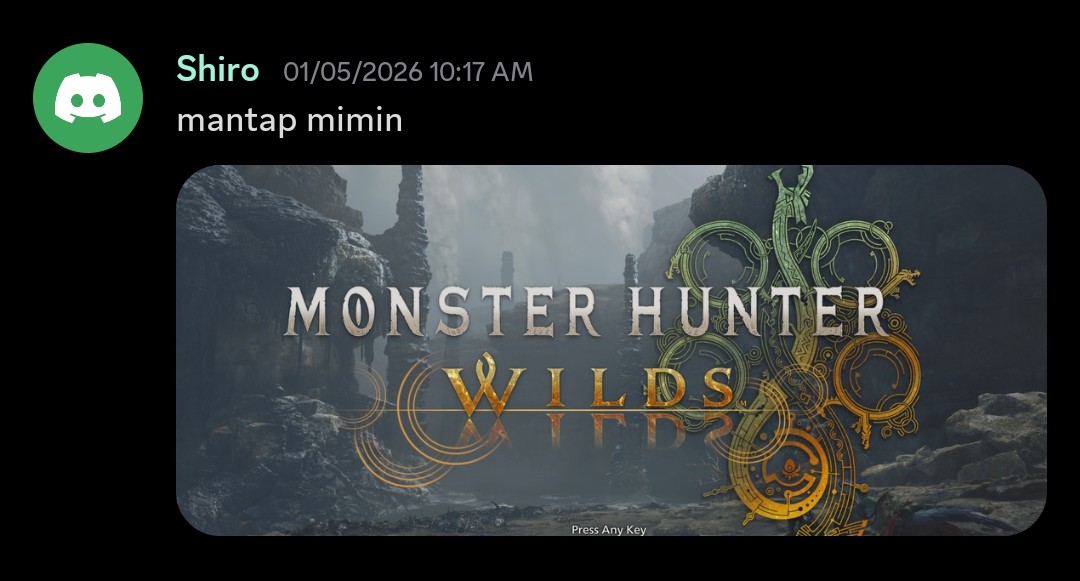 Shiro 01/05/2026 10:17 AM
mantap mimin
MONSTER HUNTER
WILDS
Press Any Key